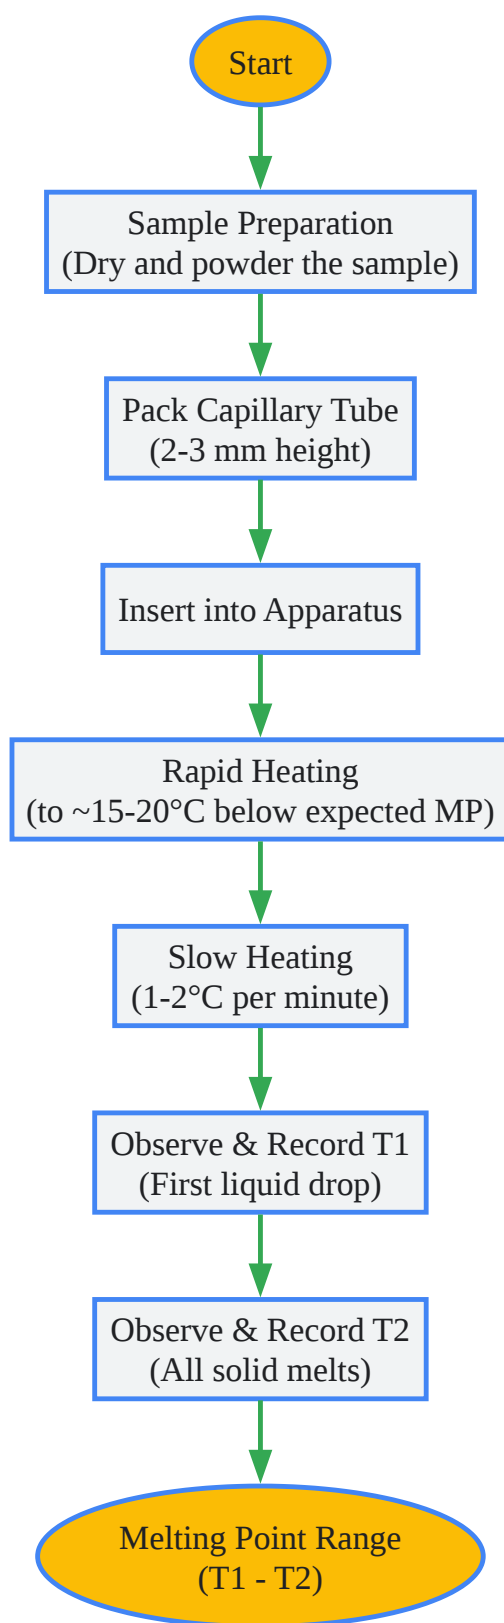 Start
Sample Preparation
(Dry and powder the sample)
Pack Capillary Tube
(2-3 mm height)
Insert into Apparatus
Rapid Heating
(to ~15-20°C below expected MP)
Slow Heating
(1-2°C per minute)
Observe & Record T1
(First liquid drop)
Observe & Record T2
(All solid melts)
Melting Point Range
(T1 - T2)